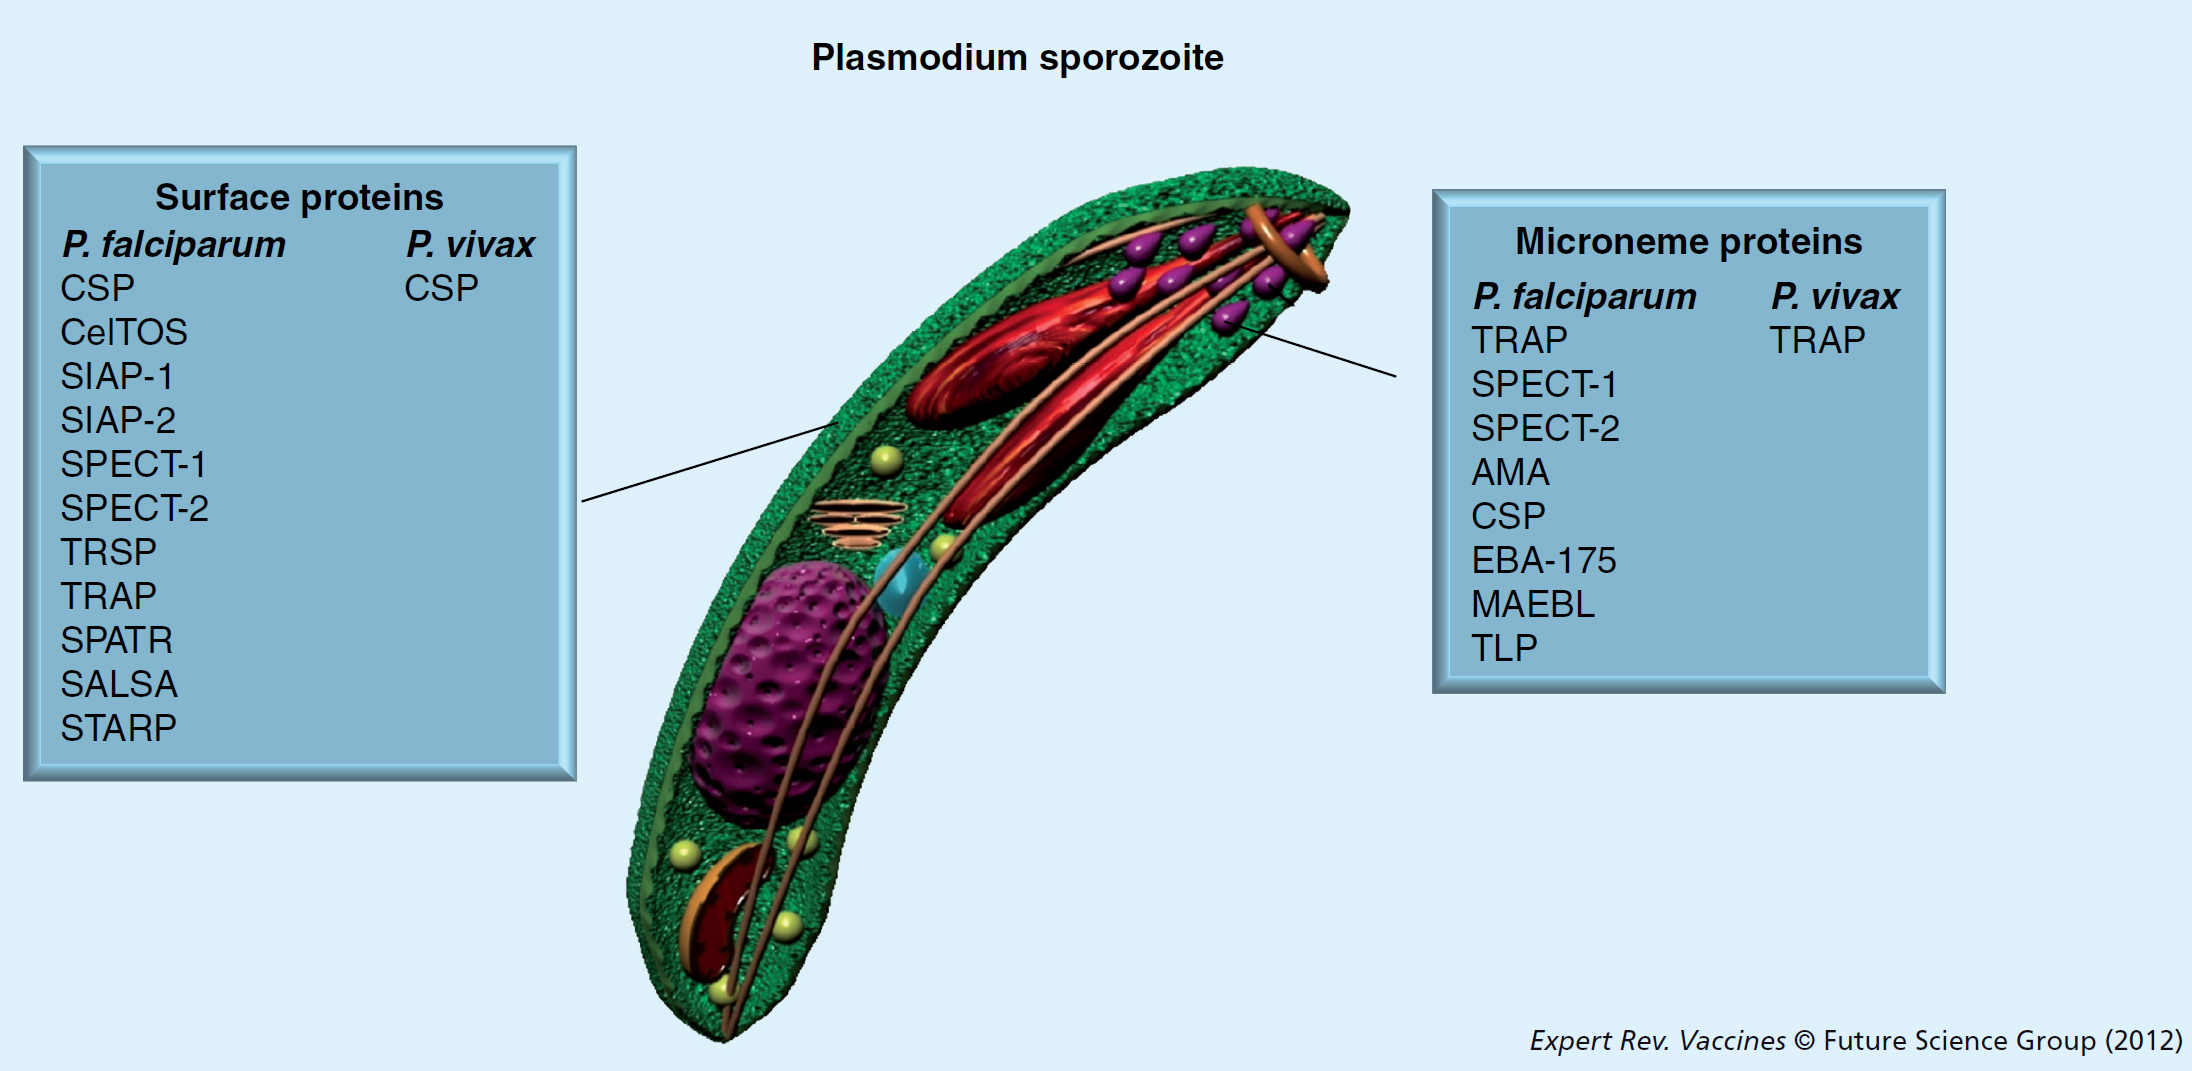 Plasmodium sporozoite
Surface proteins
P. falciparum P. vivax
CSP CSP
CelTOS
SIAP-1
SIAP-2
SPECT-1
SPECT-2
TRSP
TRAP
SPATR
SALSA
STARP
Microneme proteins
P. falciparum P. vivax
TRAP TRAP
SPECT-1
SPECT-2
AMA
CSP
EBA-175
MAEBL
TLP
Expert Rev. Vaccines © Future Science Group (2012)